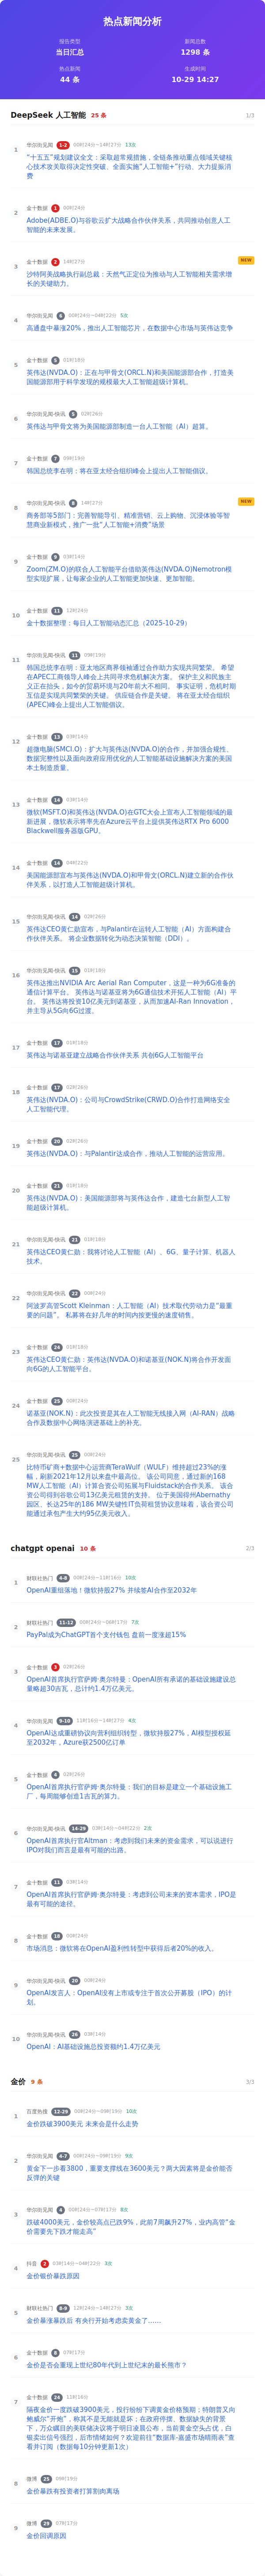 热点新闻分析
报告类型
当日汇总
新闻总数
1298 条
热点新闻
44 条
生成时间
10-29 14:27
DeepSeek 人工智能 25 条 1/3
1
华尔街见闻 1-2 00时24分~14时27分 13次
“十五五”规划建议全文：采取超常规措施，全链条推动重点领域关键核
心技术攻关取得决定性突破、全面实施“人工智能+”行动、大力提振消
费
2
金十数据 1 00时24分
Adobe(ADBE.O)与谷歌云扩大战略合作伙伴关系，共同推动创意人工
智能的未来发展。
3
金十数据 2 14时27分 NEW
沙特阿美战略执行副总裁：天然气正定位为推动与人工智能相关需求增
长的关键助力。
4
华尔街见闻 6 00时24分~04时22分 5次
高通盘中暴涨20%，推出人工智能芯片，在数据中心市场与英伟达竞争
5
金十数据 5 01时18分
英伟达(NVDA.O)：正在与甲骨文(ORCL.N)和美国能源部合作，打造美
国能源部用于科学发现的规模最大人工智能超级计算机。
6
华尔街见闻-快讯 5 02时26分
英伟达与甲骨文将为美国能源部制造一台人工智能（AI）超算。
7
金十数据 7 09时19分
韩国总统李在明：将在亚太经合组织峰会上提出人工智能倡议。
8
华尔街见闻-快讯 8 14时27分 NEW
商务部等5部门：完善智能导引、精准营销、云上购物、沉浸体验等智
慧商业新模式，推广一批“人工智能+消费”场景
9
金十数据 9 03时14分
Zoom(ZM.O)的联合人工智能平台借助英伟达(NVDA.O)Nemotron模
型实现扩展，让每家企业的人工智能更加快速、更加智能。
10
金十数据 11 12时24分
金十数据整理：每日人工智能动态汇总（2025-10-29）
11
华尔街见闻-快讯 11 09时19分
韩国总统李在明：亚太地区商界领袖通过合作助力实现共同繁荣。 希望
在APEC工商领导人峰会上共同寻求危机解决方案。 保护主义和民族主
义正在抬头，如今的贸易环境与20年前大不相同。 事实证明，危机时期
互信是实现共同繁荣的关键。 供应链合作是关键。 将在亚太经合组织
(APEC)峰会上提出人工智能倡议。
12
金十数据 13 03时14分
超微电脑(SMCI.O)：扩大与英伟达(NVDA.O)的合作，并加强合规性、
数据完整性以及面向政府应用优化的人工智能基础设施解决方案的美国
本土制造质量。
13
金十数据 14 03时14分
微软(MSFT.O)和英伟达(NVDA.O)在GTC大会上宣布人工智能领域的最
新进展，微软表示将率先在Azure云平台上提供英伟达RTX Pro 6000
Blackwell服务器版GPU。
14
金十数据 14 04时22分
美国能源部宣布与英伟达(NVDA.O)和甲骨文(ORCL.N)建立新的合作伙
伴关系，以打造人工智能超级计算机。
15
华尔街见闻-快讯 14 02时26分
英伟达CEO黄仁勋宣布，与Palantir在运转人工智能（AI）方面构建合
作伙伴关系。 将企业数据转化为动态决策智能（DDI）。
16
华尔街见闻-快讯 15 01时18分
英伟达推出NVIDIA Arc Aerial Ran Computer，这是一种为6G准备的
通信计算平台。 英伟达与诺基亚将为6G通信技术开拓人工智能（AI）平
台。 英伟达将投资10亿美元到诺基亚，从而加速AI-Ran Innovation，
并主导从5G向6G过渡。
17
金十数据 17 01时18分
英伟达与诺基亚建立战略合作伙伴关系 共创6G人工智能平台
18
金十数据 17 02时26分
英伟达(NVDA.O)：公司与CrowdStrike(CRWD.O)合作打造网络安全
人工智能代理。
19
金十数据 20 02时26分
英伟达(NVDA.O)：与Palantir达成合作，推动人工智能的运营应用。
20
金十数据 21 01时18分
英伟达(NVDA.O)：美国能源部将与英伟达合作，建造七台新型人工智
能超级计算机。
21
华尔街见闻-快讯 21 01时18分
英伟达CEO黄仁勋：我将讨论人工智能（AI）、6G、量子计算、机器人
技术。
22
华尔街见闻-快讯 22 00时24分
阿波罗高管Scott Kleinman：人工智能（AI）技术取代劳动力是“最重
要的问题”。 私募将在好几年的时间内按更慢的速度销售。
23
金十数据 24 01时18分
英伟达CEO黄仁勋：英伟达(NVDA.O)和诺基亚(NOK.N)将合作开发面
向6G的人工智能平台。
24
金十数据 25 00时24分
诺基亚(NOK.N)：此次投资是其在人工智能无线接入网（AI-RAN）战略
合作及数据中心网络演进基础上的补充。
25
华尔街见闻-快讯 25 00时24分
比特币矿商+数据中心运营商TeraWulf（WULF）维持超过23%的涨
幅，刷新2021年12月以来盘中最高位。 该公司同意，通过新的168
MW人工智能（AI）计算合资公司拓展与Fluidstack的合作关系。 该合
资公司得到谷歌公司13亿美元租赁的支持。 位于美国得州Abernathy
园区、长达25年的186 MW关键性IT负荷租赁协议意味着，该合资公司
能通过承包产生大约95亿美元收入。
chatgpt openai 10 条 2/3
1
财联社热门 4-8 00时24分~11时16分 10次
OpenAI重组落地！微软持股27% 并续签AI合作至2032年
2
财联社热门 11-12 00时24分~06时17分 7次
PayPal成为ChatGPT首个支付钱包 盘前一度涨超15%
3
金十数据 3 02时26分
OpenAI首席执行官萨姆·奥尔特曼：OpenAI所有承诺的基础设施建设总
量略超30吉瓦，总计约1.4万亿美元。
4
华尔街见闻 9-10 11时16分~14时27分 4次
OpenAI达成重磅协议向营利组织转型，微软持股27%，AI模型授权延
至2032年，Azure获2500亿订单
5
金十数据 4 02时26分
OpenAI首席执行官萨姆·奥尔特曼：我们的目标是建立一个基础设施工
厂，每周能够创造1吉瓦的算力。
6
华尔街见闻-快讯 14-29 03时14分~04时22分 2次
OpenAI首席执行官Altman：考虑到我们未来的资金需求，可以说进行
IPO对我们而言是最有可能的出路。
7
金十数据 11 03时14分
OpenAI首席执行官萨姆·奥尔特曼：考虑到公司未来的资本需求，IPO是
最有可能的途径。
8
金十数据 18 00时24分
市场消息：微软将在OpenAI盈利性转型中获得后者20%的收入。
9
华尔街见闻-快讯 20 00时24分
OpenAI发言人：OpenAI没有上市或专注于首次公开募股（IPO）的计
划。
10
华尔街见闻-快讯 26 03时14分
OpenAI：AI基础设施总投资额约1.4万亿美元
金价 9 条 3/3
1
百度热搜 12-29 00时24分~09时19分 10次
金价跌破3900美元 未来会是什么走势
2
华尔街见闻 4-7 00时24分~09时19分 9次
黄金下一步看3800，重要支撑线在3600美元？两大因素将是金价能否
反弹的关键
3
华尔街见闻 4 00时24分~07时17分 8次
跌破4000美元，金价较高点已跌9%，此前7周飙升27%，业内高管“金
价需要先下跌才能走高”
4
抖音 2 03时14分~04时22分 3次
金价银价暴跌原因
5
财联社热门 8-9 12时24分~14时27分 3次
金价暴涨暴跌后 有央行开始考虑卖黄金了……
6
金十数据 8 07时17分
金价是否会重现上世纪80年代到上世纪末的最长熊市？
7
金十数据 24 11时16分
隔夜金价一度跌破3900美元，投行纷纷下调黄金价格预期；特朗普又向
鲍威尔“开炮”，称其不是无能就是坏；在政府停摆、数据缺失的背景
下，万众瞩目的美联储决议将于明日凌晨公布，当前黄金空头占优，白
银卖出信号强烈，后市情绪如何？欢迎前往“数据库-嘉盛市场晴雨表”查
看并订阅（数据每10分钟更新1次）
8
微博 25 09时19分
金价暴跌有投资者打算割肉离场
9
微博 29 07时17分
金价回调原因